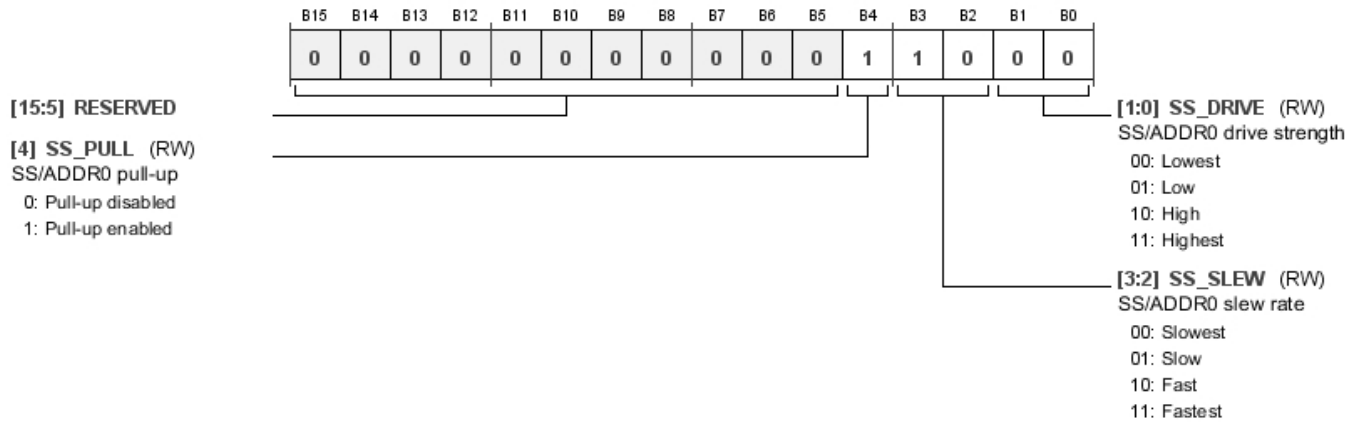 B15 B14 B13 B12 B11 B10 B9 B8 B7 B6 B5 B4 B3 B2 B1 B0
0 0 0 0 0 0 0 0 0 0 0 1 1 0 0 0
[15:5] RESERVED
[4] SS_PULL (RW)
SS/ADDR0 pull-up
0: Pull-up disabled
1: Pull-up enabled
[1:0] SS_DRIVE (RW)
SS/ADDR0 drive strength
00: Lowest
01: Low
10: High
11: Highest
[3:2] SS_SLEW (RW)
SS/ADDR0 slew rate
00: Slowest
01: Slow
10: Fast
11: Fastest